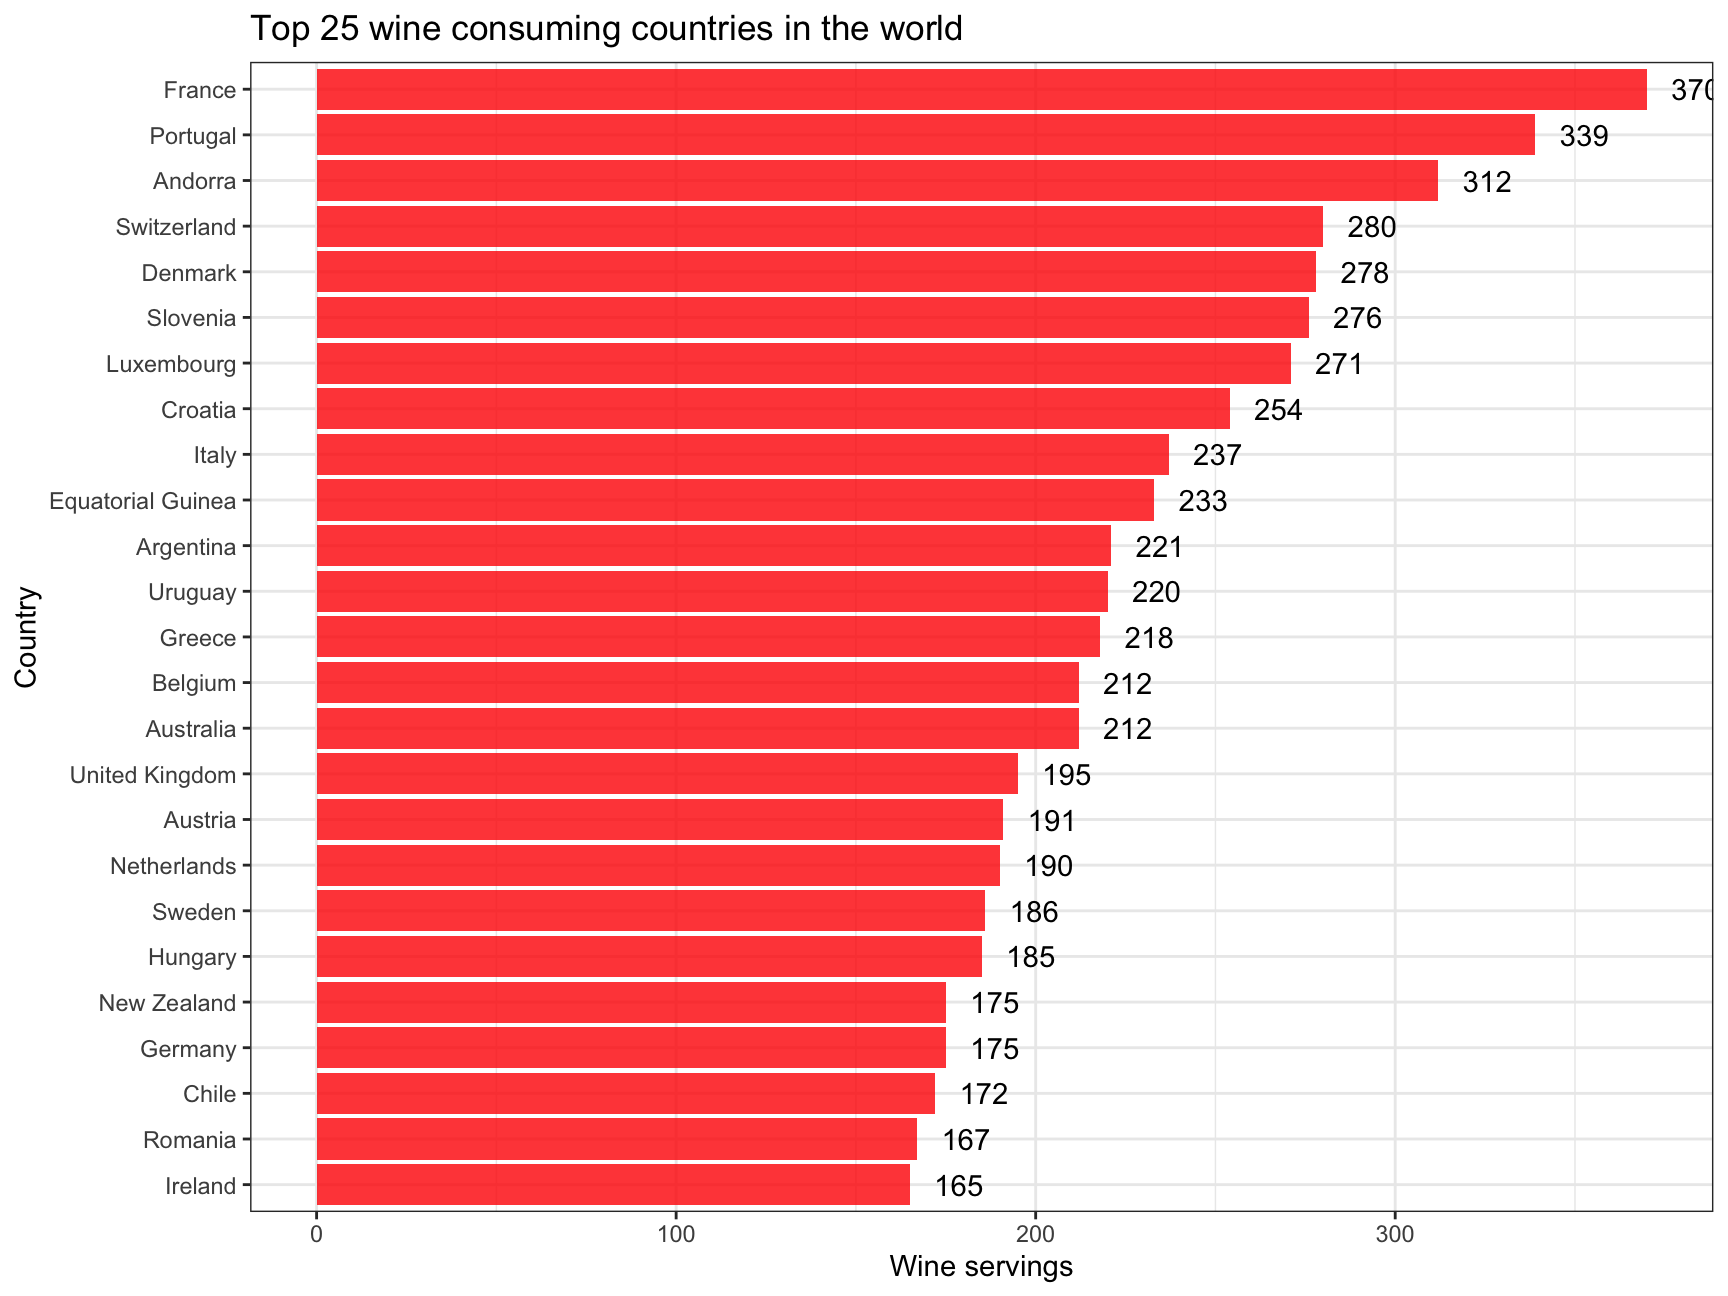 Top 25 wine consuming countries in the world
France 370
Portugal 339
Andorra 312
Switzerland 280
Denmark 278
Slovenia 276
Luxembourg 271
Croatia 254
Italy 237
Equatorial Guinea 233
Argentina 221
Uruguay 220
Greece 218
Belgium 212
Australia 212
United Kingdom 195
Austria 191
Netherlands 190
Sweden 186
Hungary 185
New Zealand 175
Germany 175
Chile 172
Romania 167
Ireland 165
Country
0 100 200 300
Wine servings